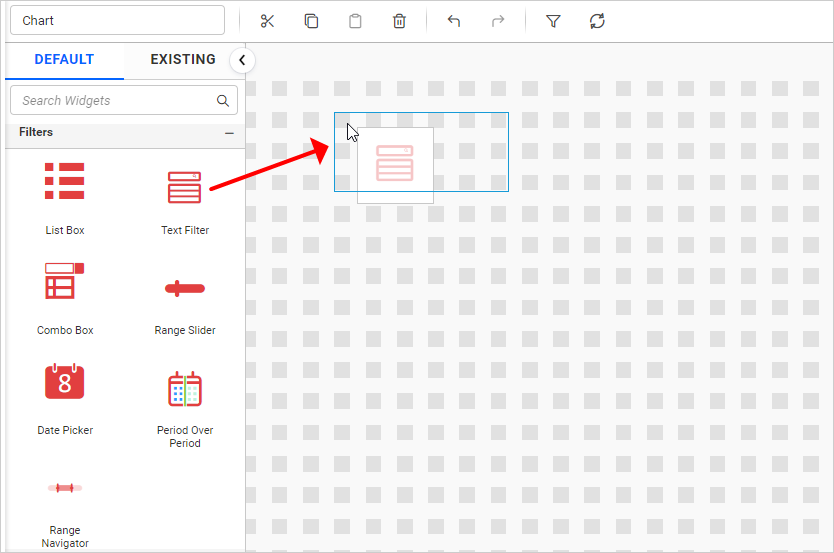 Chart
DEFAULT
EXISTING
Search Widgets
Filters
List Box
Text Filter
Combo Box
Range Slider
8
Date Picker
Period Over
Period
Range
Navigator